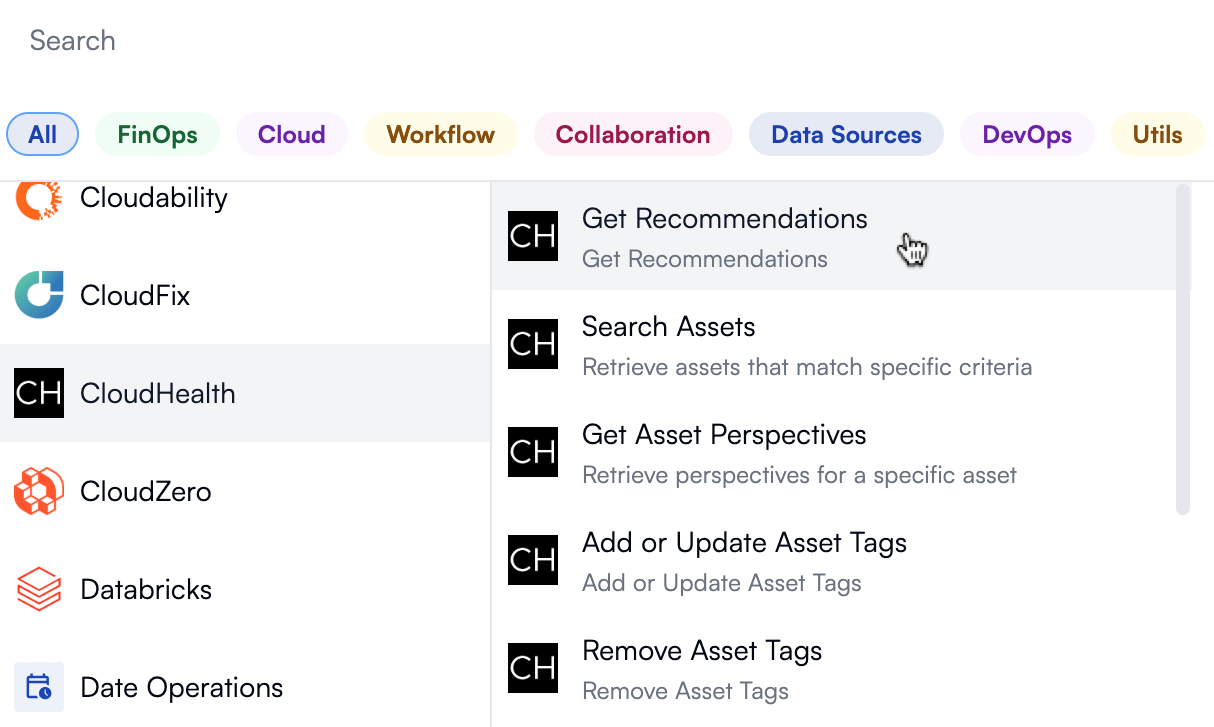 Search
All FinOps Cloud Workflow Collaboration Data Sources DevOps Utils
Cloudability
CloudFix
CH CloudHealth
CloudZero
Databricks
Date Operations
CH Get Recommendations
Get Recommendations
CH Search Assets
Retrieve assets that match specific criteria
CH Get Asset Perspectives
Retrieve perspectives for a specific asset
CH Add or Update Asset Tags
Add or Update Asset Tags
CH Remove Asset Tags
Remove Asset Tags